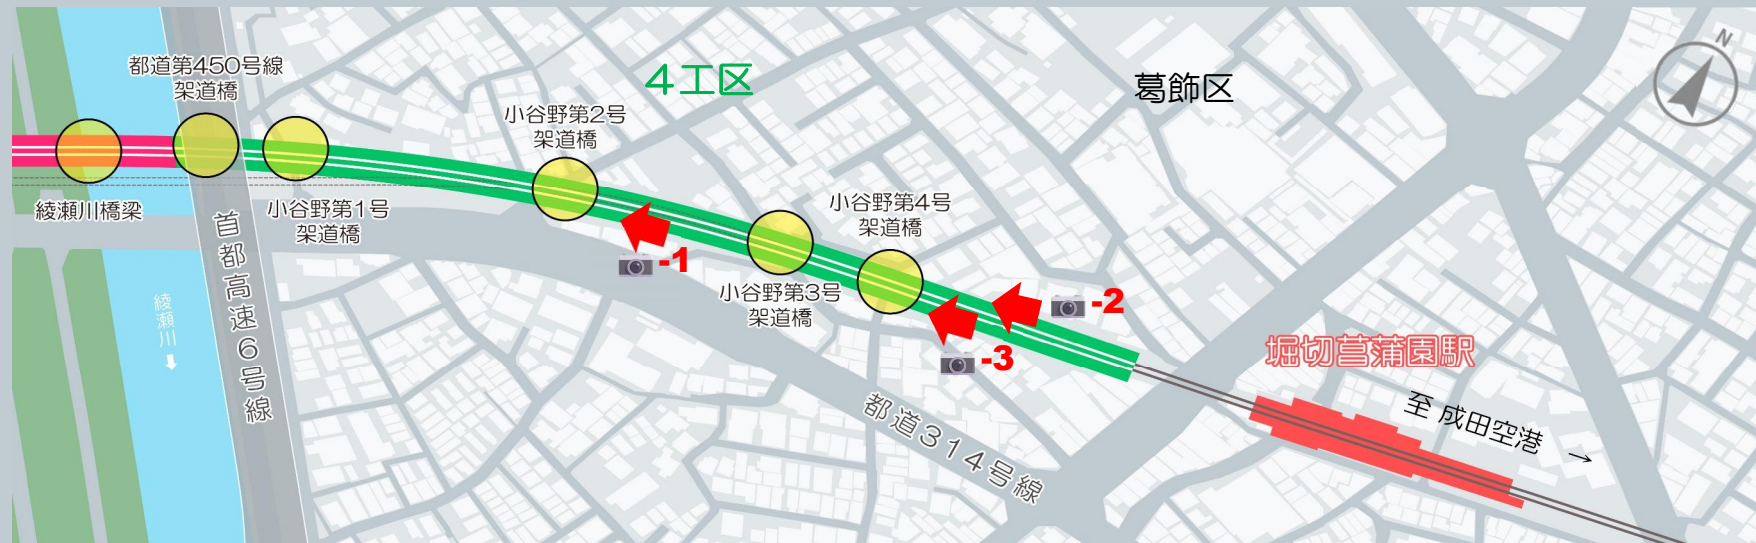 都道第450号線
架道橋
4工区
葛飾区
N
小谷野第2号
架道橋
綾瀬川橋梁
小谷野第1号
架道橋
小谷野第4号
架道橋
首都高速6号線
-1
小谷野第3号
架道橋
-2
-3
綾瀬川
堀切菖蒲園駅
都道314号線
至 成田空港 →